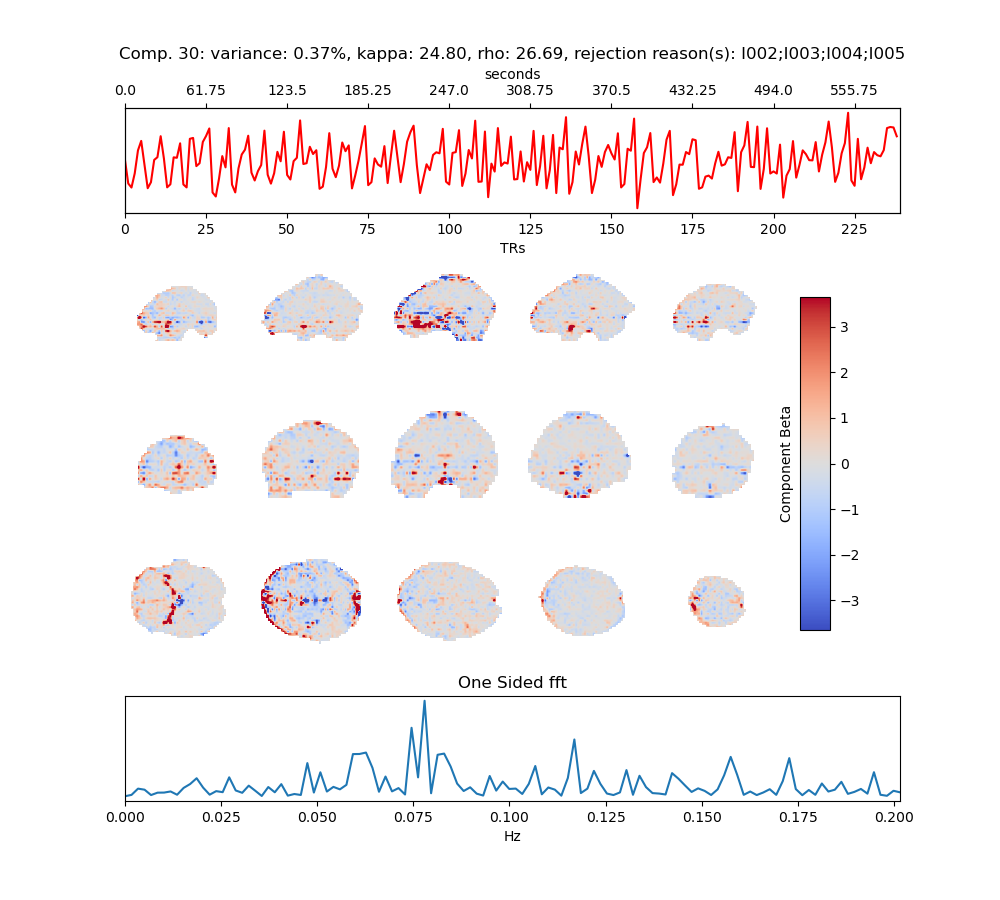 Comp. 30: variance: 0.37%, kappa: 24.80, rho: 26.69, rejection reason(s): I002;I003;I004;I005
seconds
0.0 61.75 123.5 185.25 247.0 308.75 370.5 432.25 494.0 555.75
0 25 50 75 100 125 150 175 200 225
TRs
3
2
1
0
−1
−2
−3
Component Beta
One Sided fft
0.000 0.025 0.050 0.075 0.100 0.125 0.150 0.175 0.200
Hz